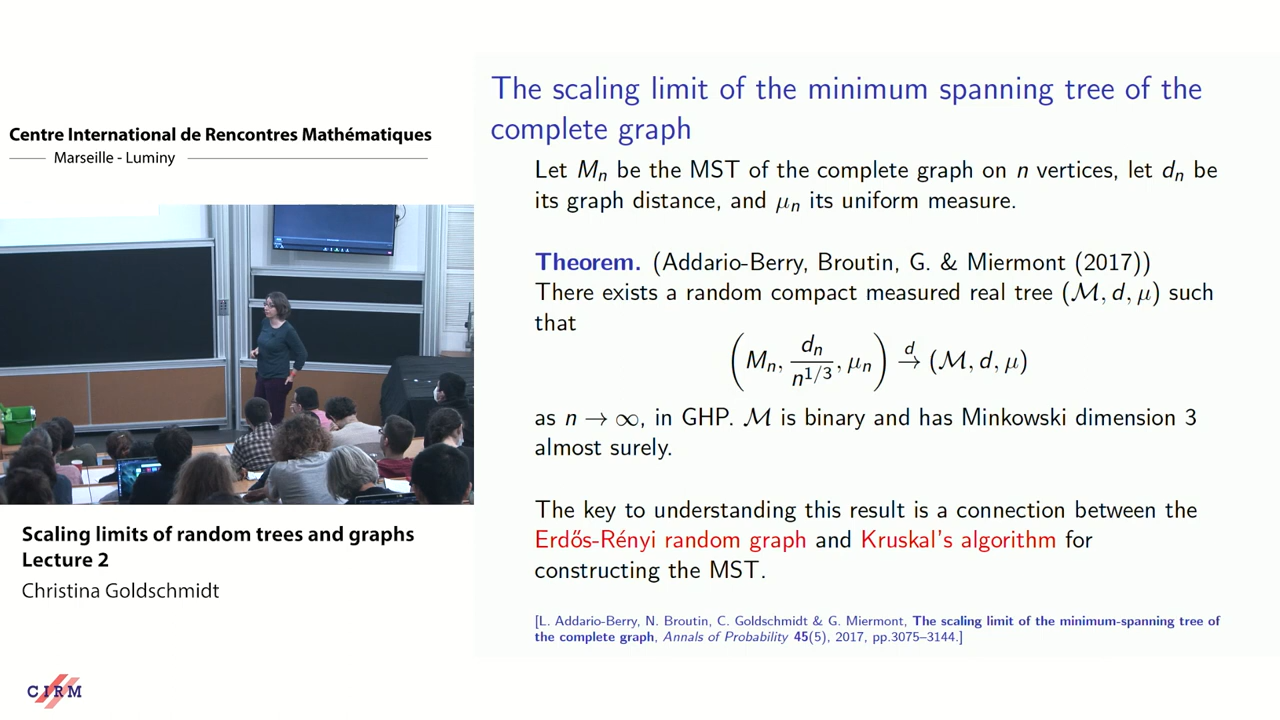 Centre International de Rencontres Mathématiques
Marseille - Luminy
Scaling limits of random trees and graphs
Lecture 2
Christina Goldschmidt
CIRM
The scaling limit of the minimum spanning tree of the
complete graph
Let Mₙ be the MST of the complete graph on n vertices, let dₙ be
its graph distance, and μₙ its uniform measure.
Theorem. (Addario-Berry, Broutin, G. & Miermont (2017))
There exists a random compact measured real tree (ℳ, d, μ) such
that
(Mₙ, dₙ/n^{1/3}, μₙ) →ᵈ (ℳ, d, μ)
as n → ∞, in GHP. ℳ is binary and has Minkowski dimension 3
almost surely.
The key to understanding this result is a connection between the
Erdős-Rényi random graph and Kruskal's algorithm for
constructing the MST.
[L. Addario-Berry, N. Broutin, C. Goldschmidt & G. Miermont, The scaling limit of the minimum-spanning tree of
the complete graph, Annals of Probability 45(5), 2017, pp.3075–3144.]